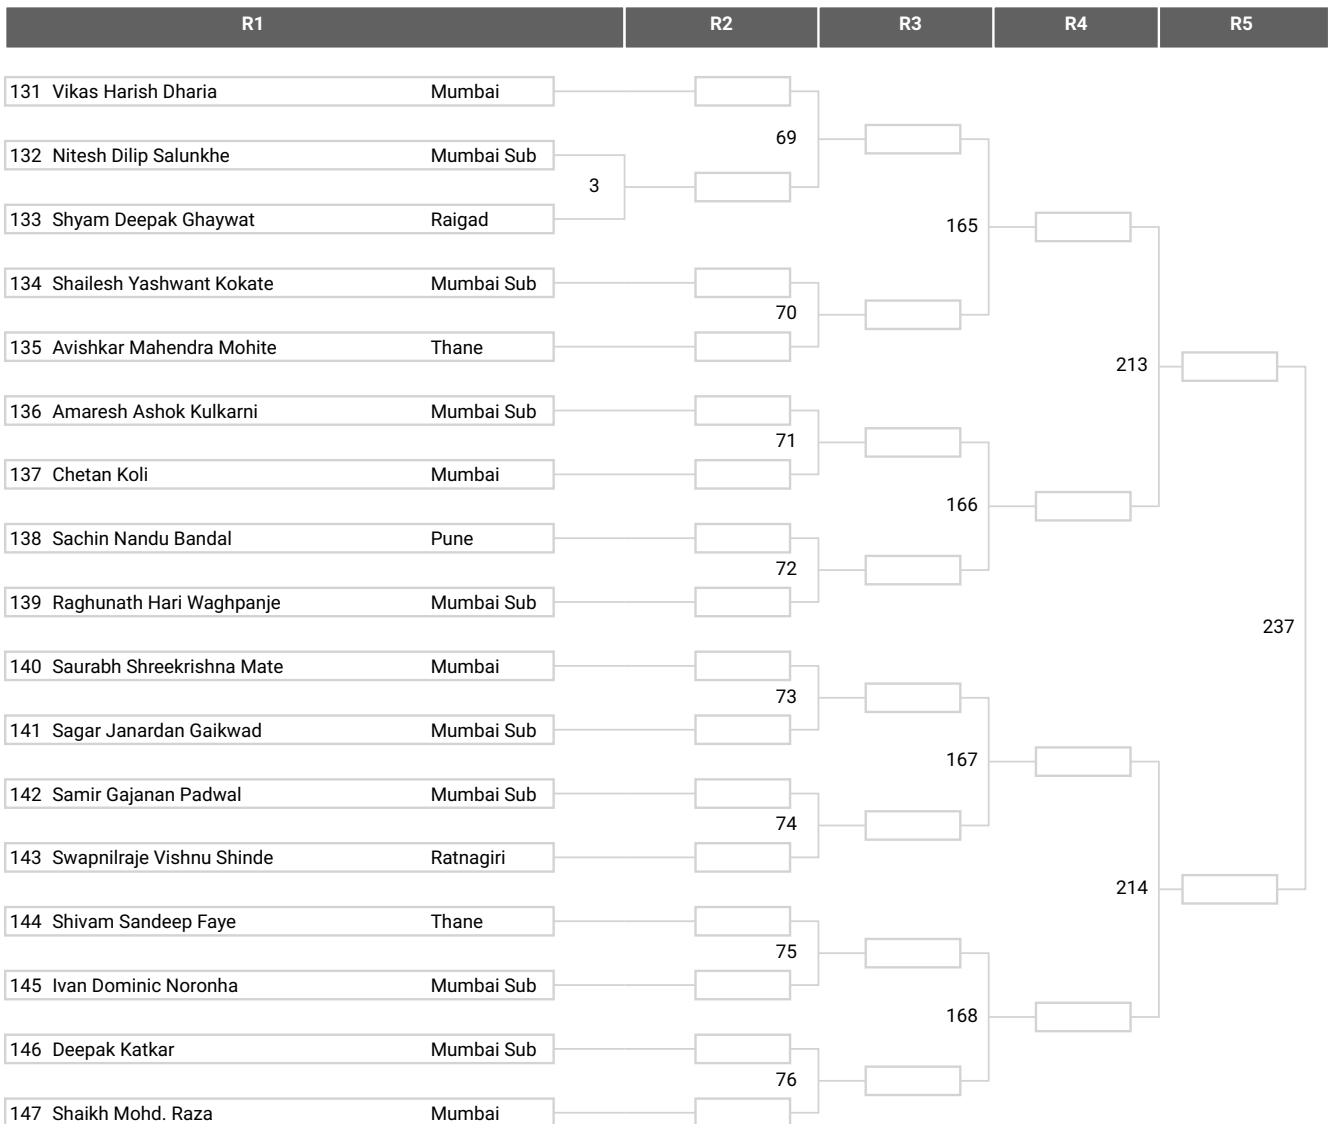 R1 R2 R3 R4 R5
131 Vikas Harish Dharia Mumbai
69
132 Nitesh Dilip Salunkhe Mumbai Sub
3
133 Shyam Deepak Ghaywat Raigad
165
134 Shailesh Yashwant Kokate Mumbai Sub
70
135 Avishkar Mahendra Mohite Thane
213
136 Amaresh Ashok Kulkarni Mumbai Sub
71
137 Chetan Koli Mumbai
166
138 Sachin Nandu Bandal Pune
72
139 Raghunath Hari Waghpanje Mumbai Sub
237
140 Saurabh Shreekrishna Mate Mumbai
73
141 Sagar Janardan Gaikwad Mumbai Sub
167
142 Samir Gajanan Padwal Mumbai Sub
74
143 Swapnilraje Vishnu Shinde Ratnagiri
214
144 Shivam Sandeep Faye Thane
75
145 Ivan Dominic Noronha Mumbai Sub
168
146 Deepak Katkar Mumbai Sub
76
147 Shaikh Mohd. Raza Mumbai